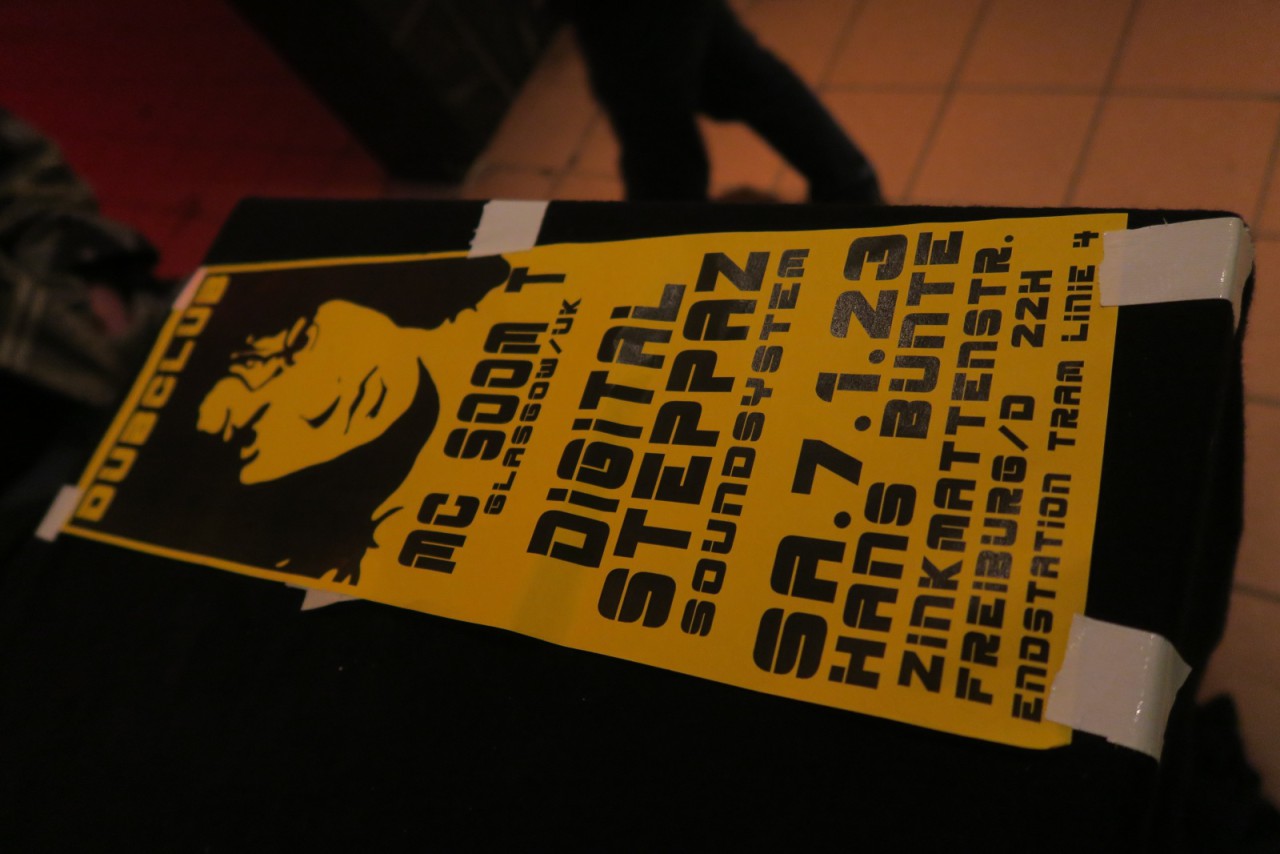 DUBCLUB
MC SOOM T
GLASGOW/UK
DiGiTAL
STEPPAZ
SOUNDSYSTEM
SA.7.1.23
HANS BUNTE
ZiNKMATTENSTR.
FREiBURG/D 22H
ENDSTATiON TRAM LiNiE 4